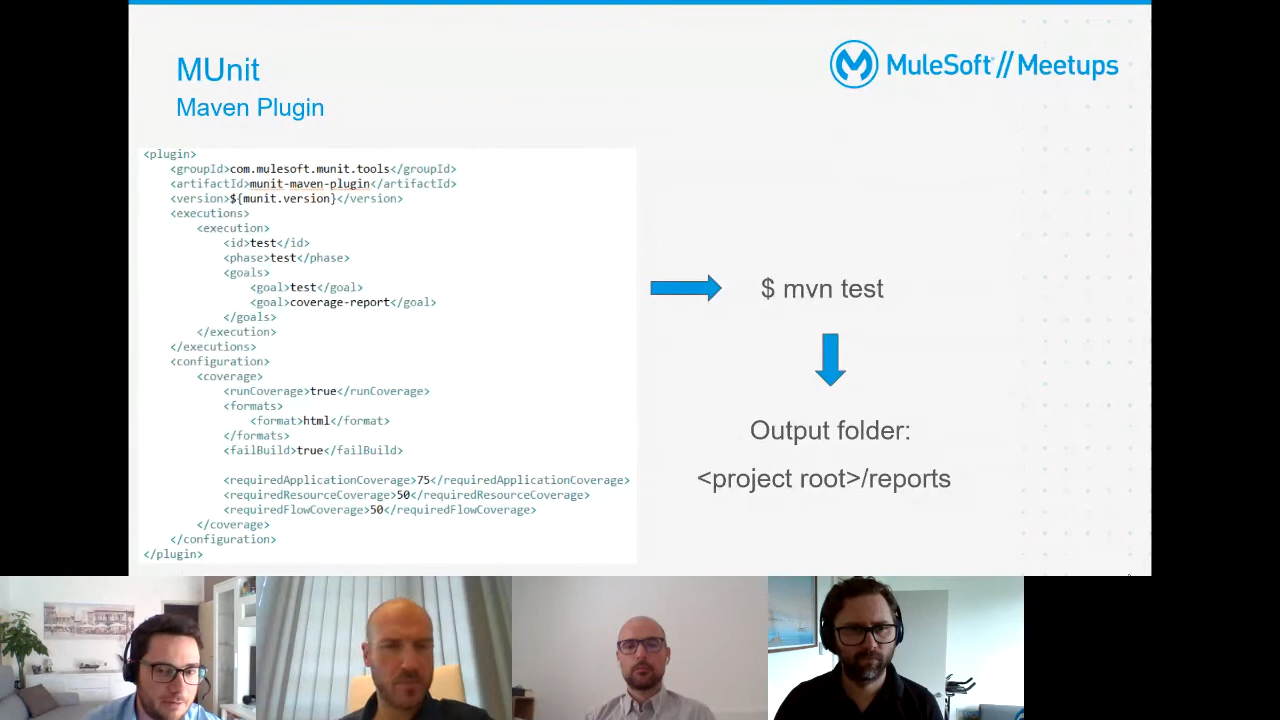 MUnit
Maven Plugin
MuleSoft // Meetups
<plugin>
<groupId>com.mulesoft.munit.tools</groupId>
<artifactId>munit-maven-plugin</artifactId>
<version>${munit.version}</version>
<executions>
<execution>
<id>test</id>
<phase>test</phase>
<goals>
<goal>test</goal>
<goal>coverage-report</goal>
</goals>
</execution>
</executions>
<configuration>
<coverage>
<runCoverage>true</runCoverage>
<formats>
<format>html</format>
</formats>
<failBuild>true</failBuild>
<requiredApplicationCoverage>75</requiredApplicationCoverage>
<requiredResourceCoverage>50</requiredResourceCoverage>
<requiredFlowCoverage>50</requiredFlowCoverage>
</coverage>
</configuration>
</plugin>
$ mvn test
Output folder:
<project root>/reports